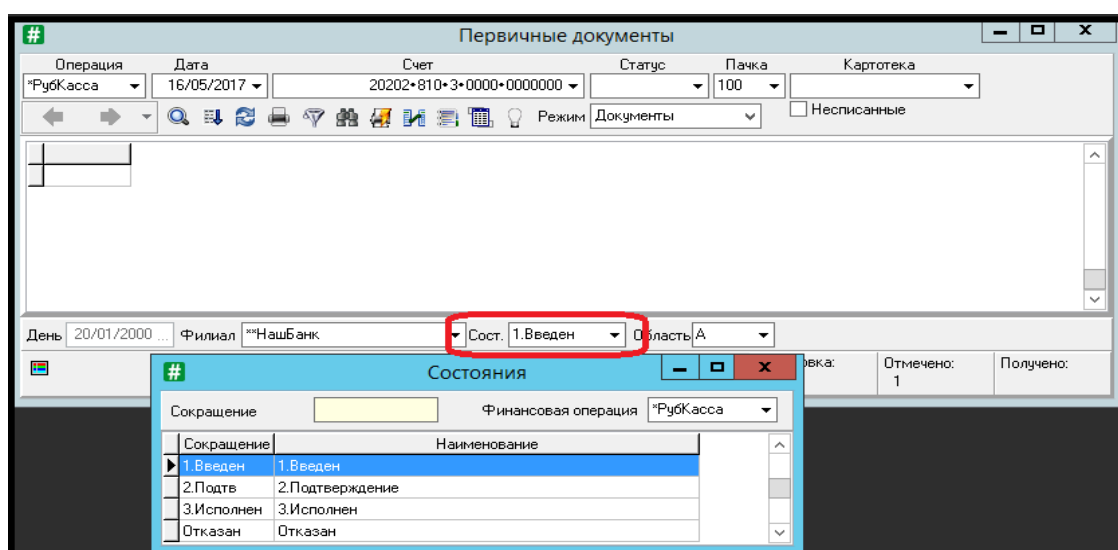 Первичные документы
Операция Дата Счет Статус Пачка Картотека
*РубКасса 16/05/2017 20202*810*3*0000*0000000 100
Режим Документы Несписанные
День 20/01/2000 ... Филиал **НашБанк Сост. 1.Введен Область А
вка: Отмечено: Получено:
1
Состояния
Сокращение Финансовая операция *РубКасса
Сокращение Наименование
1.Введен 1.Введен
2.Подтв 2.Подтверждение
3.Исполнен 3.Исполнен
Отказан Отказан